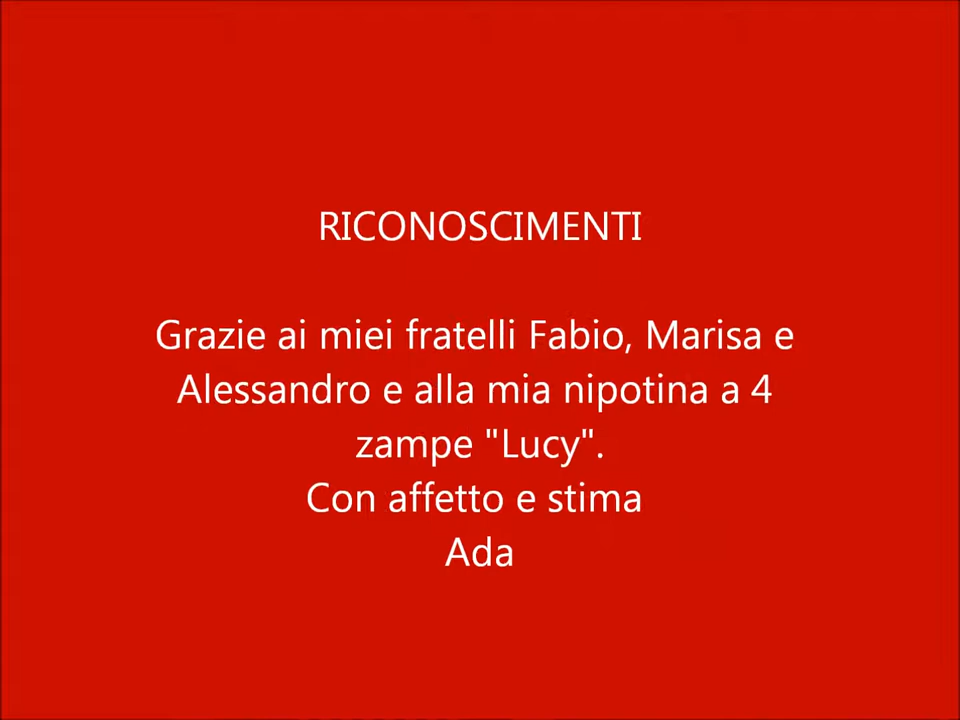 RICONOSCIMENTI
Grazie ai miei fratelli Fabio, Marisa e
Alessandro e alla mia nipotina a 4
zampe "Lucy".
Con affetto e stima
Ada